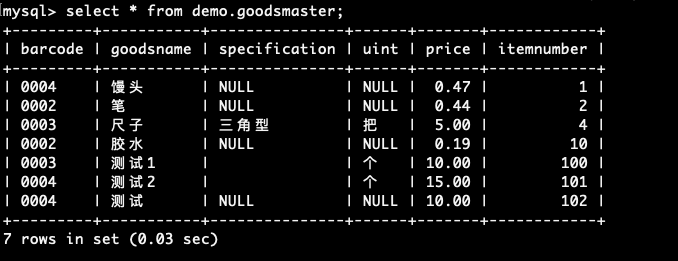 mysql> select * from demo.goodsmaster;
+---------+-----------+---------------+------+-------+------------+
| barcode | goodsname | specification | uint | price | itemnumber |
+---------+-----------+---------------+------+-------+------------+
| 0004    | 馒头      | NULL          | NULL |  0.47 |          1 |
| 0002    | 笔        | NULL          | NULL |  0.44 |          2 |
| 0003    | 尺子      | 三角型        | 把   |  5.00 |          4 |
| 0002    | 胶水      | NULL          | NULL |  0.19 |         10 |
| 0003    | 测试1     |               | 个   | 10.00 |        100 |
| 0004    | 测试2     |               | 个   | 15.00 |        101 |
| 0004    | 测试      | NULL          | NULL | 10.00 |        102 |
+---------+-----------+---------------+------+-------+------------+
7 rows in set (0.03 sec)